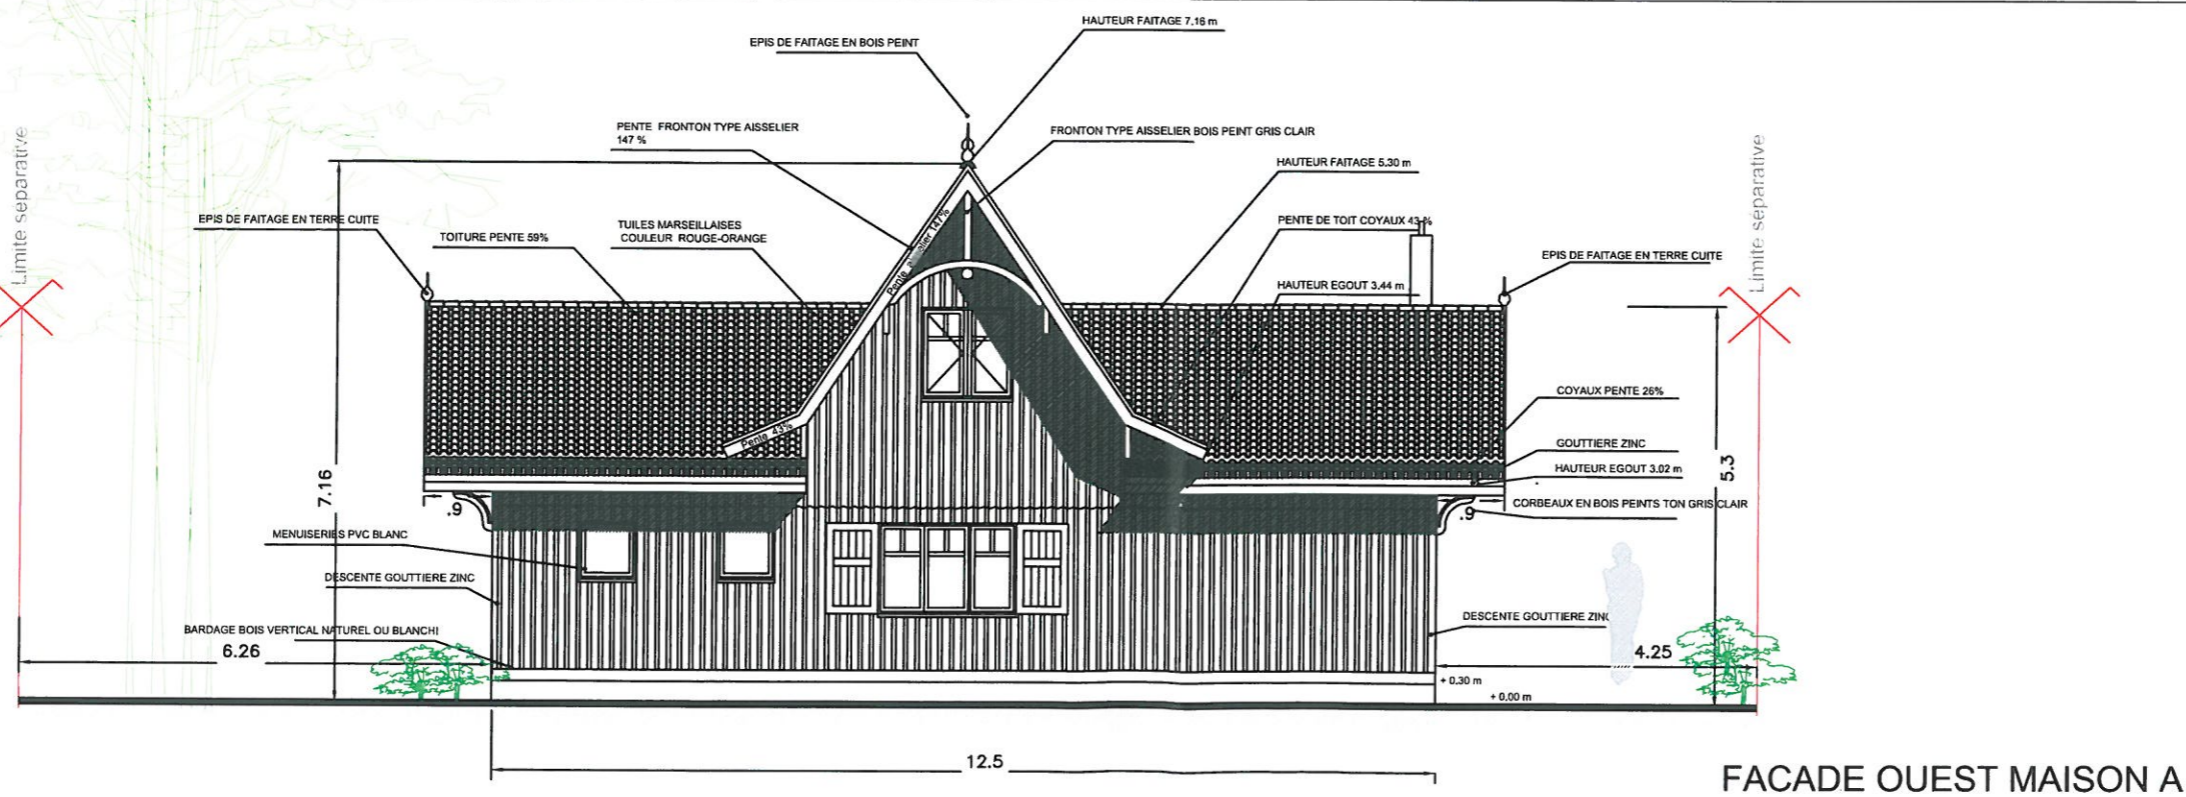 HAUTEUR FAITAGE 7.16 m
EPIS DE FAITAGE EN BOIS PEINT
PENTE FRONTON TYPE AISSELIER
147 %
FRONTON TYPE AISSELIER BOIS PEINT GRIS CLAIR
HAUTEUR FAITAGE 5.30 m
Limite separative
Limite separative
EPIS DE FAITAGE EN TERRE CUITE
TOITURE PENTE 59%
TUILES MARSEILLAISES
COULEUR ROUGE-ORANGE
PENTE DE TOIT COYAUX 43 %
EPIS DE FAITAGE EN TERRE CUITE
HAUTEUR EGOUT 3.44 m
Pente aisselier 147%
Pente 43%
COYAUX PENTE 26%
GOUTTIERE ZINC
HAUTEUR EGOUT 3.02 m
7.16
5.3
.9
.9
CORBEAUX EN BOIS PEINTS TON GRIS CLAIR
MENUISERIES PVC BLANC
DESCENTE GOUTTIERE ZINC
DESCENTE GOUTTIERE ZINC
BARDAGE BOIS VERTICAL NATUREL OU BLANCHI
6.26
4.25
+ 0,30 m
+ 0.00 m
12.5
FACADE OUEST MAISON A